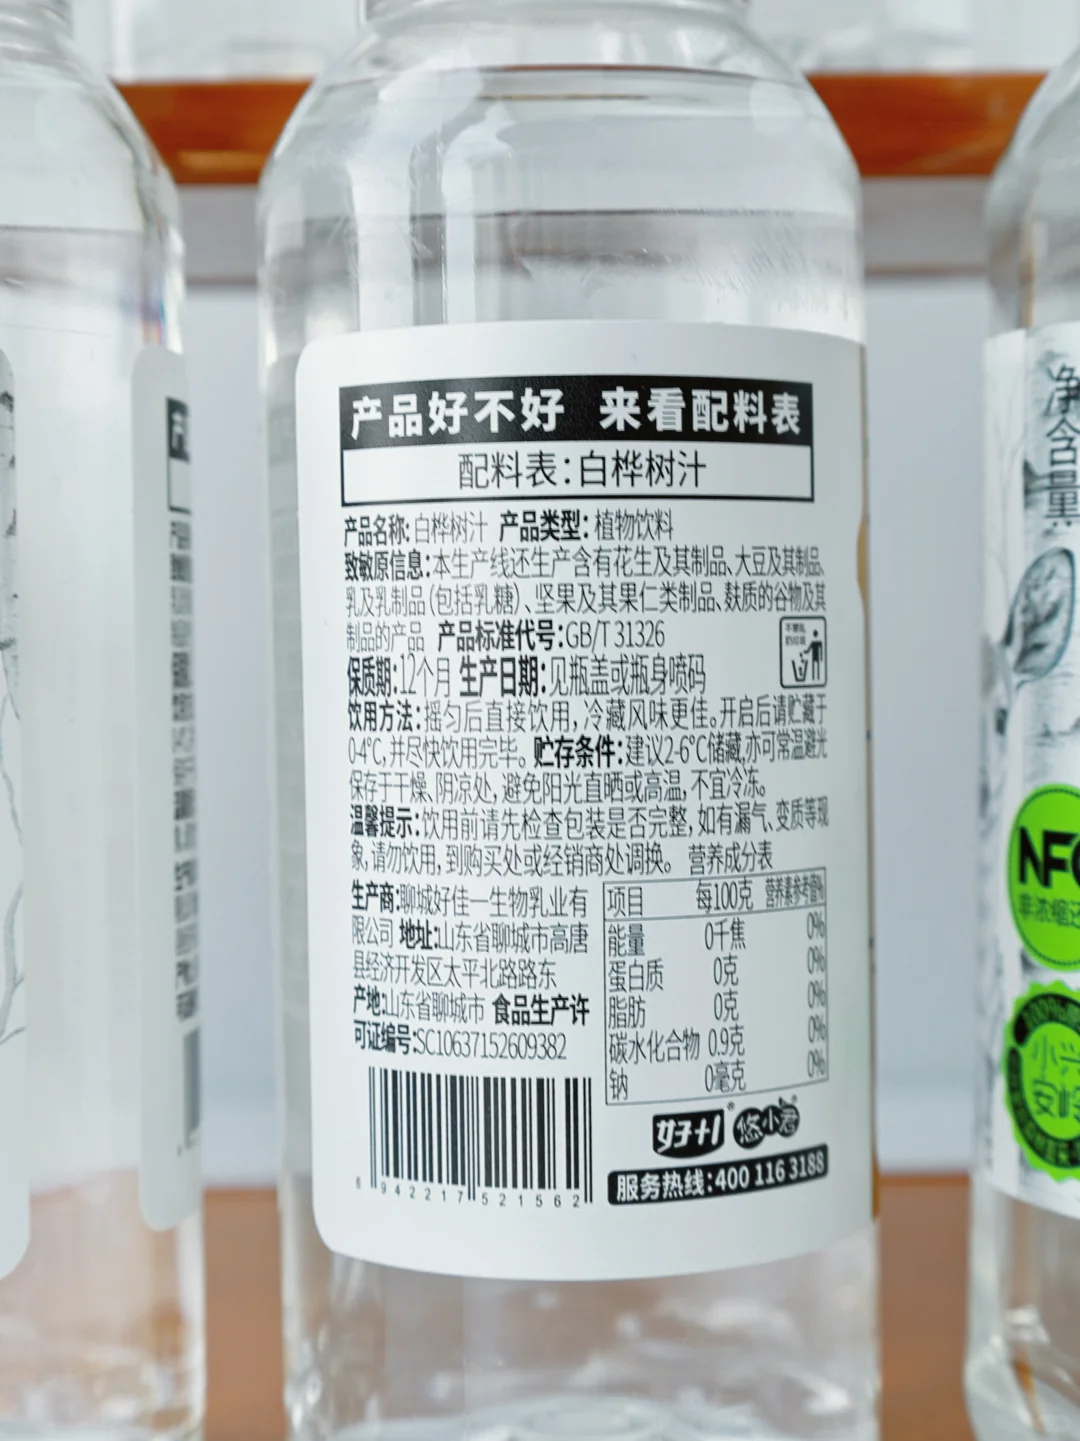 产品好不好 来看配料表
配料表:白桦树汁
产品名称:白桦树汁 产品类型:植物饮料
致敏原信息:本生产线还生产含有花生及其制品、大豆及其制品、
乳及乳制品(包括乳糖)、坚果及其果仁类制品、麸质的谷物及其
制品的产品 产品标准代号:GB/T 31326
保质期:12个月 生产日期:见瓶盖或瓶身喷码
饮用方法:摇匀后直接饮用,冷藏风味更佳。开启后请贮藏于
0-4℃,并尽快饮用完毕。贮存条件:建议2-6℃储藏,亦可常温避光
保存于干燥、阴凉处,避免阳光直晒或高温,不宜冷冻。
温馨提示:饮用前请先检查包装是否完整,如有漏气、变质等现
象,请勿饮用,到购买处或经销商处调换。 营养成分表
生产商:聊城好佳一生物乳业有
限公司 地址:山东省聊城市高唐
县经济开发区太平北路路东
产地:山东省聊城市 食品生产许
可证编号:SC10637152609382
项目 每100克 营养素参考值%
能量 0千焦 0%
蛋白质 0克 0%
脂肪 0克 0%
碳水化合物 0.9克 0%
钠 0毫克 0%
6 942217 521562
好+1® 悠小君®
服务热线:400 116 3188
净含量:
NFC
非浓缩还
小兴
安岭